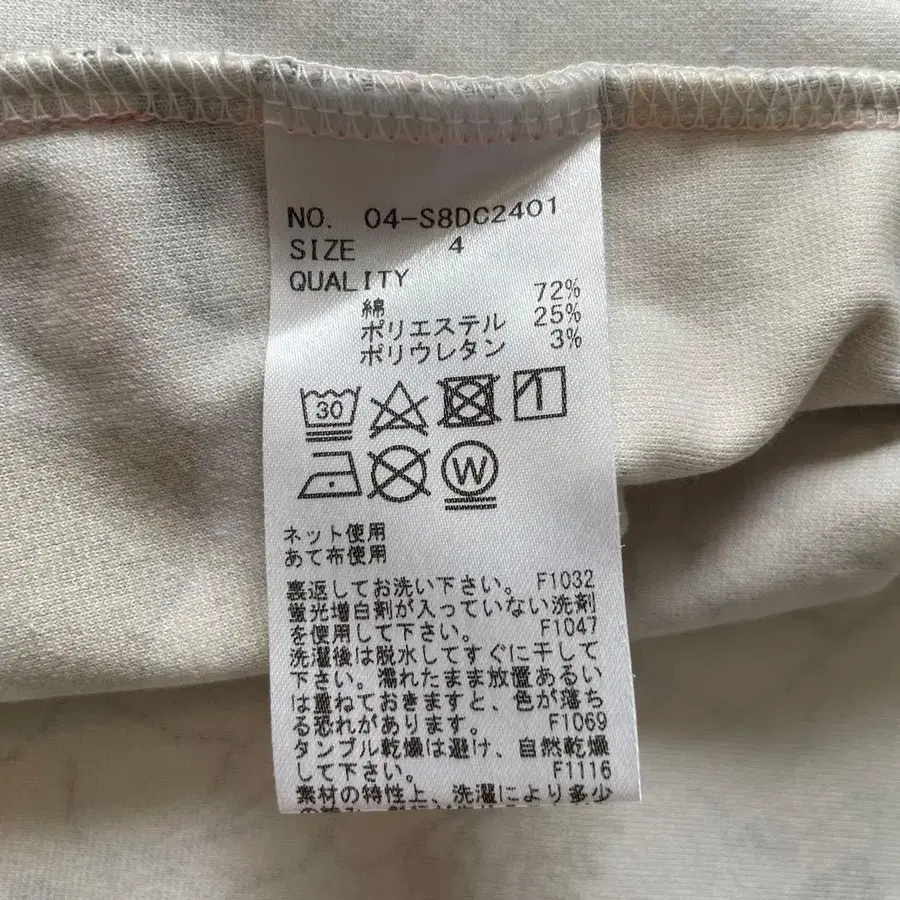 NO. 04-S8DC2401
SIZE 4
QUALITY
綿 72%
ポリエステル 25%
ポリウレタン 3%
30
W
ネット使用
あて布使用
裏返してお洗い下さい。 F1032
蛍光増白剤が入っていない洗剤
を使用して下さい。 F1047
洗濯後は脱水してすぐに干して
下さい。濡れたまま放置あるい
は重ねておきますと、色が落ち
る恐れがあります。 F1069
タンブル乾燥は避け、自然乾燥
して下さい。 F1116
素材の特性上、洗濯により多少